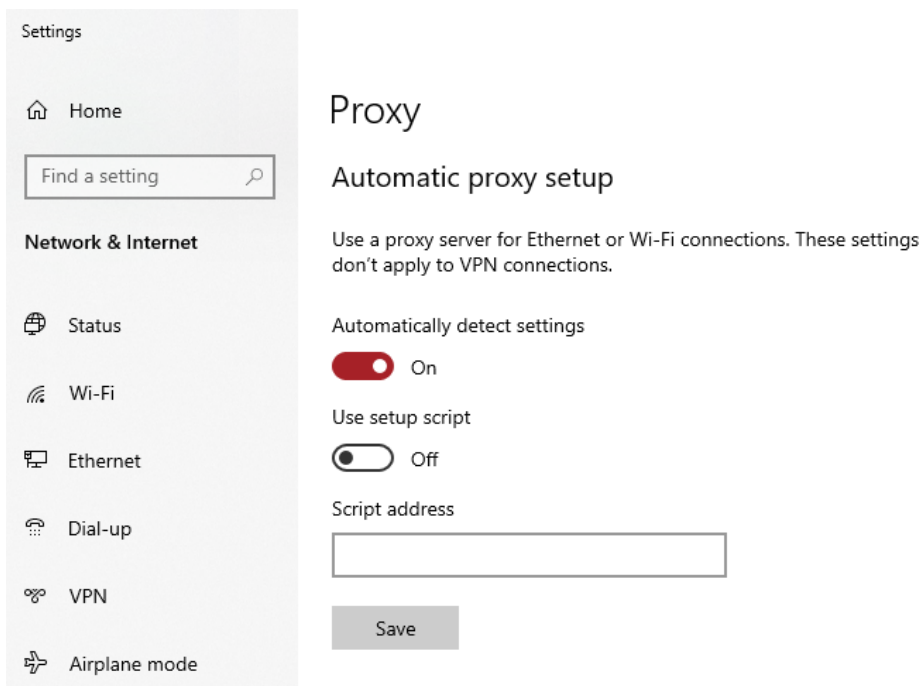 Settings
Home
Find a setting
Network & Internet
Status
Wi-Fi
Ethernet
Dial-up
VPN
Airplane mode
Proxy
Automatic proxy setup
Use a proxy server for Ethernet or Wi-Fi connections. These settings
don't apply to VPN connections.
Automatically detect settings
On
Use setup script
Off
Script address
Save